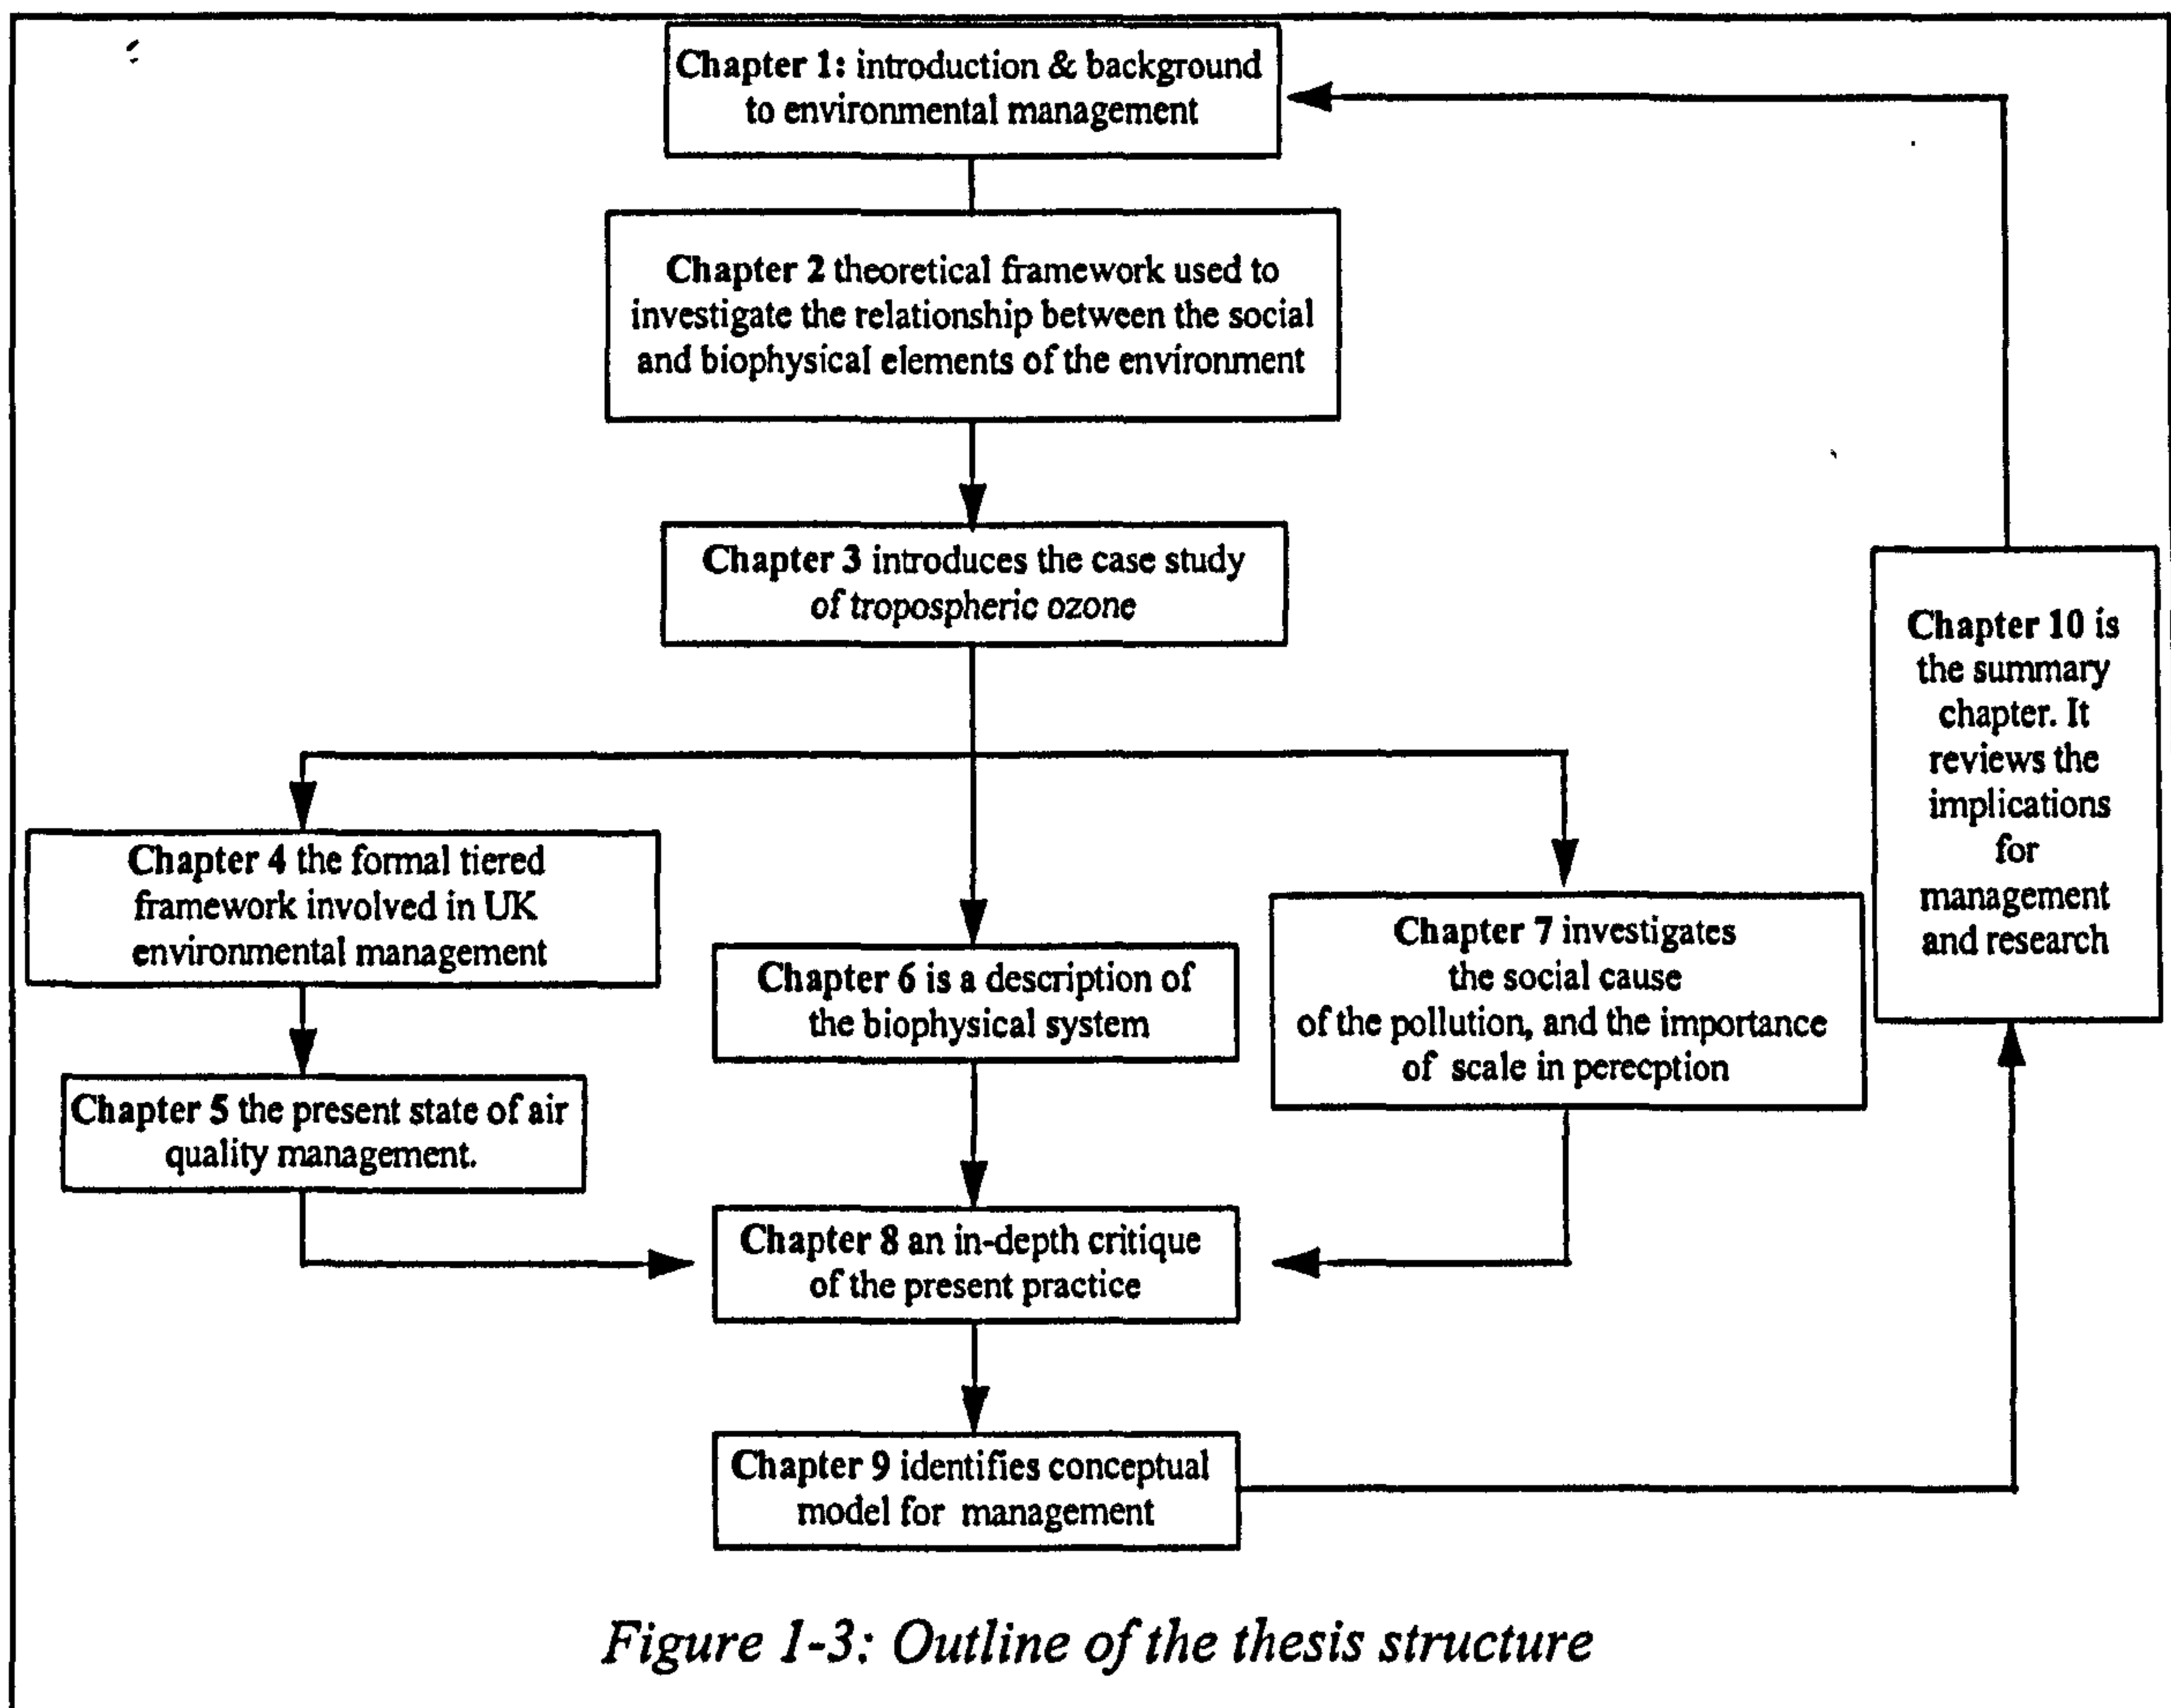 Chapter 1: introduction & background
to environmental management
Chapter 2 theoretical framework used to
investigate the relationship between the social
and biophysical elements of the environment
Chapter 3 introduces the case study
of tropospheric ozone
Chapter 4 the formal tiered
framework involved in UK
environmental management
Chapter 5 the present state of air
quality management.
Chapter 6 is a description of
the biophysical system
Chapter 7 investigates
the social cause
of the pollution, and the importance
of scale in perecption
Chapter 8 an in-depth critique
of the present practice
Chapter 9 identifies conceptual
model for management
Chapter 10 is
the summary
chapter. It
reviews the
implications
for
management
and research
Figure 1-3: Outline of the thesis structure